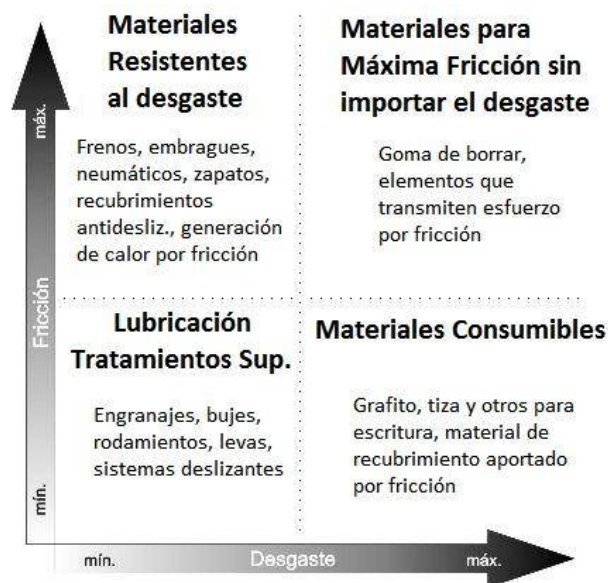 Materiales
Resistentes
al desgaste
Frenos, embragues,
neumáticos, zapatos,
recubrimientos
antidesliz., generación
de calor por fricción
Materiales para
Máxima Fricción sin
importar el desgaste
Goma de borrar,
elementos que
transmiten esfuerzo
por fricción
Lubricación
Tratamientos Sup.
Engranajes, bujes,
rodamientos, levas,
sistemas deslizantes
Materiales Consumibles
Grafito, tiza y otros para
escritura, material de
recubrimiento aportado
por fricción
máx.
Fricción
mín.
mín.
Desgaste
máx.